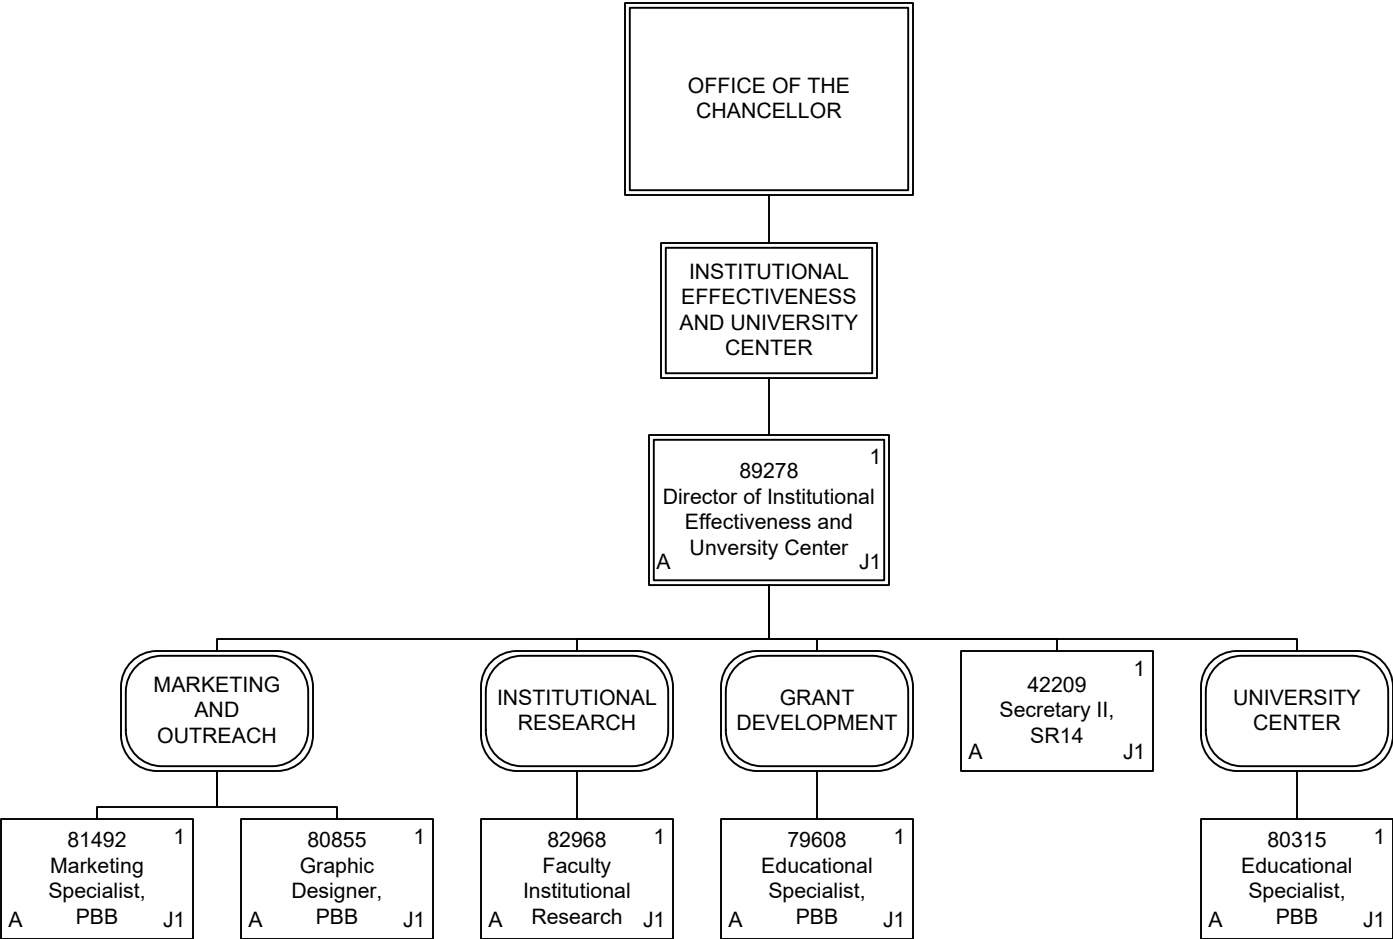 OFFICE OF THE
CHANCELLOR
INSTITUTIONAL
EFFECTIVENESS
AND UNIVERSITY
CENTER
1
89278
Director of Institutional
Effectiveness and
Unversity Center
A J1
MARKETING
AND
OUTREACH
INSTITUTIONAL
RESEARCH
GRANT
DEVELOPMENT
1
42209
Secretary II,
SR14
A J1
UNIVERSITY
CENTER
81492 1
Marketing
Specialist,
A PBB J1
80855 1
Graphic
Designer,
A PBB J1
82968 1
Faculty
Institutional
A Research J1
79608 1
Educational
Specialist,
A PBB J1
80315 1
Educational
Specialist,
A PBB J1